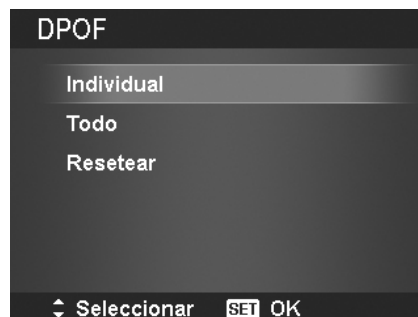 DPOF
Individual
Todo
Resetear
Seleccionar SET OK